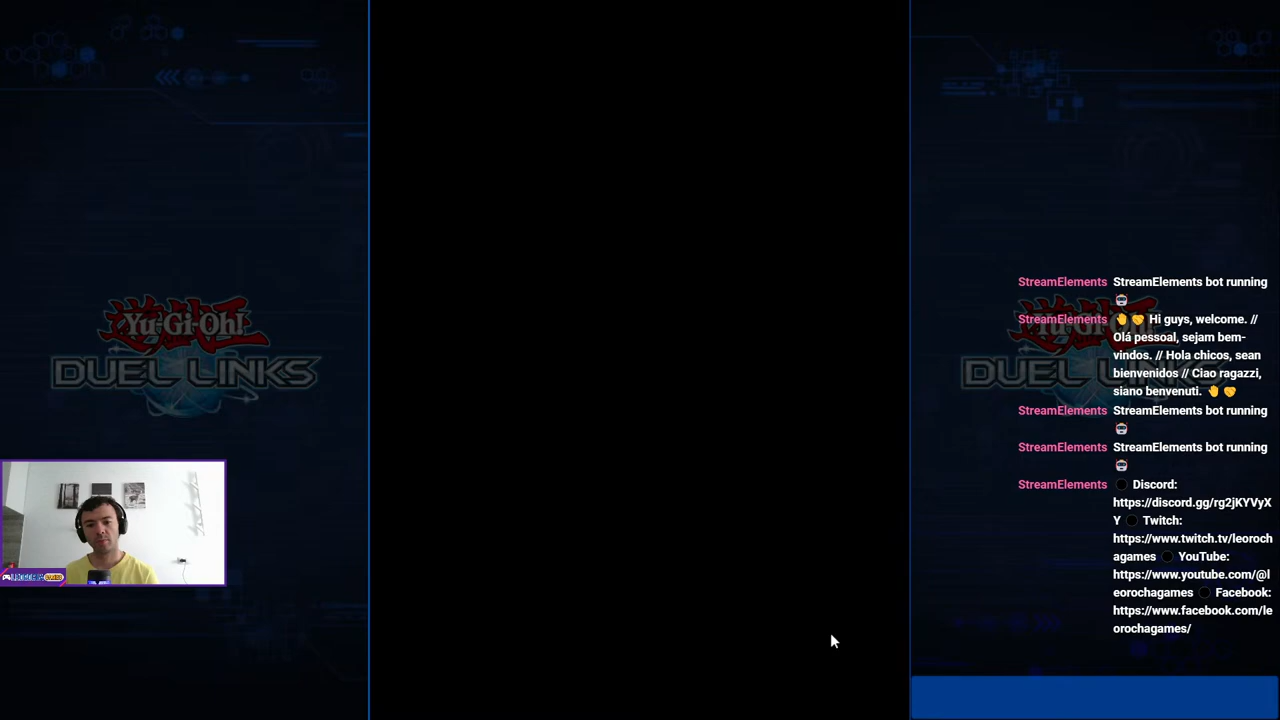 Yu-Gi-Oh!
DUEL LINKS
Yu-Gi-Oh!
DUEL LINKS
StreamElements StreamElements bot running
🤖
StreamElements 🤚🤝 Hi guys, welcome. //
Olá pessoal, sejam bem-
vindos. // Hola chicos, sean
bienvenidos // Ciao ragazzi,
siano benvenuti. 🤚🤝
StreamElements StreamElements bot running
🤖
StreamElements StreamElements bot running
🤖
StreamElements ⚫ Discord:
https://discord.gg/rg2jKYVyX
Y ⚫ Twitch:
https://www.twitch.tv/leoroch
agames ⚫ YouTube:
https://www.youtube.com/@l
eorochagames ⚫ Facebook:
https://www.facebook.com/le
orochagames/